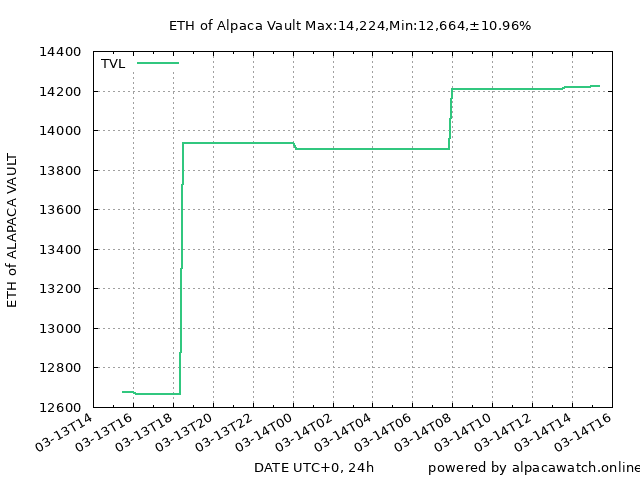 ETH of Alpaca Vault Max:14,224,Min:12,664,±10.96%
TVL
14400
14200
14000
13800
13600
13400
13200
13000
12800
12600
ETH of ALAPACA VAULT
03-13T14
03-13T16
03-13T18
03-13T20
03-13T22
03-14T00
03-14T02
03-14T04
03-14T06
03-14T08
03-14T10
03-14T12
03-14T14
03-14T16
DATE UTC+0, 24h
powered by alpacawatch.online